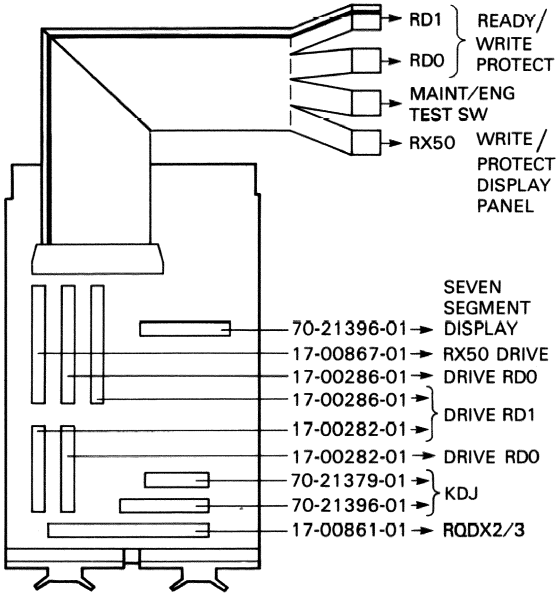 RD1
READY/
WRITE
PROTECT
RD0
MAINT/ENG
TEST SW
RX50
WRITE/
PROTECT
DISPLAY
PANEL
SEVEN
SEGMENT
70-21396-01 DISPLAY
17-00867-01 RX50 DRIVE
17-00286-01 DRIVE RD0
17-00286-01
DRIVE RD1
17-00282-01
17-00282-01 DRIVE RD0
70-21379-01
KDJ
70-21396-01
17-00861-01 RQDX2/3